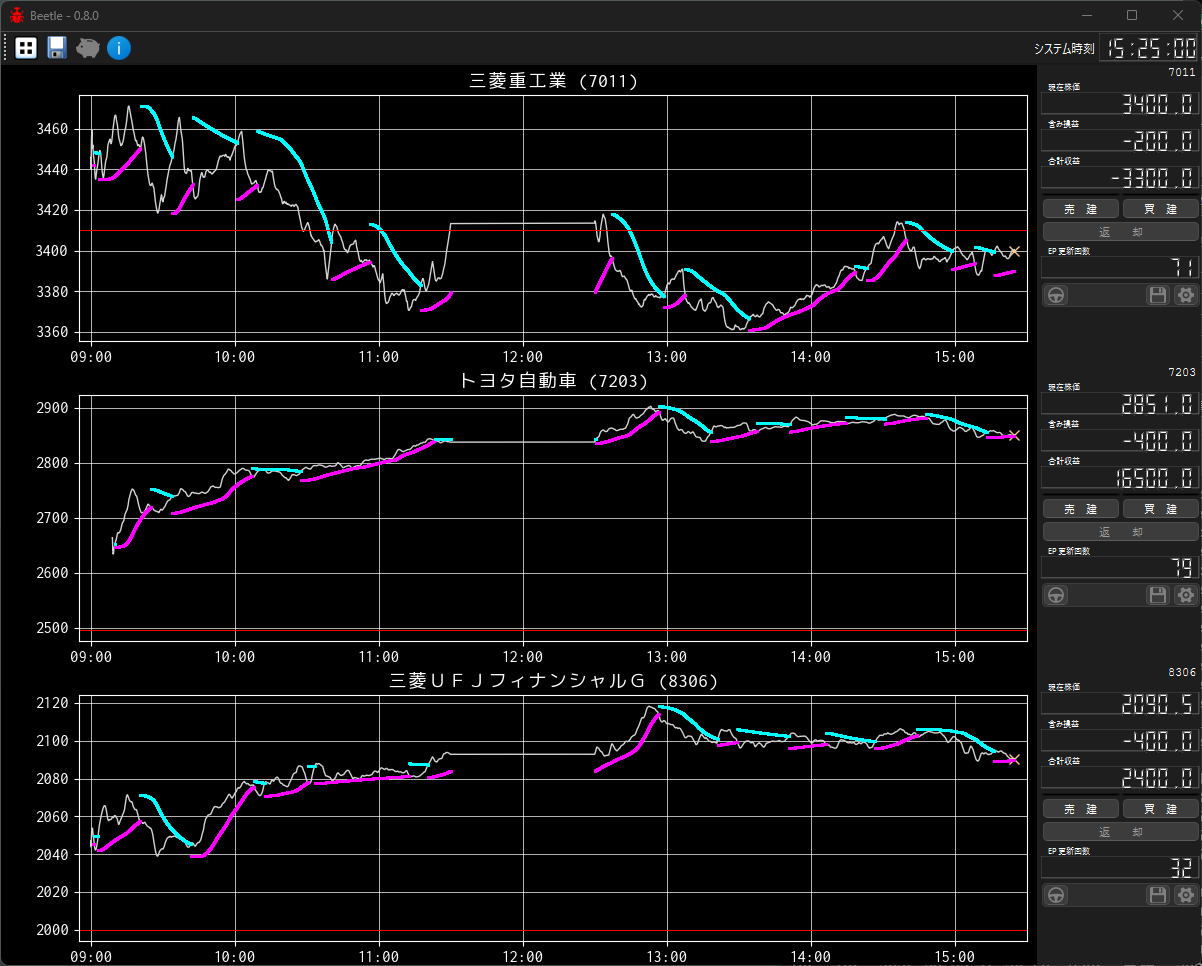 Beetle - 0.8.0
システム時刻 15:25:00
三菱重工業 (7011)
3460
3440
3420
3400
3380
3360
09:00 10:00 11:00 12:00 13:00 14:00 15:00
7011
現在株価
3400.0
含み損益
-200.0
合計収益
-3300.0
売 建 買 建
返 却
EP 更新回数
71
トヨタ自動車 (7203)
2900
2800
2700
2600
2500
09:00 10:00 11:00 12:00 13:00 14:00 15:00
7203
現在株価
2851.0
含み損益
-400.0
合計収益
16500.0
売 建 買 建
返 却
EP 更新回数
79
三菱UFJフィナンシャルG (8306)
2120
2100
2080
2060
2040
2020
2000
09:00 10:00 11:00 12:00 13:00 14:00 15:00
8306
現在株価
2090.5
含み損益
-400.0
合計収益
2400.0
売 建 買 建
返 却
EP 更新回数
32